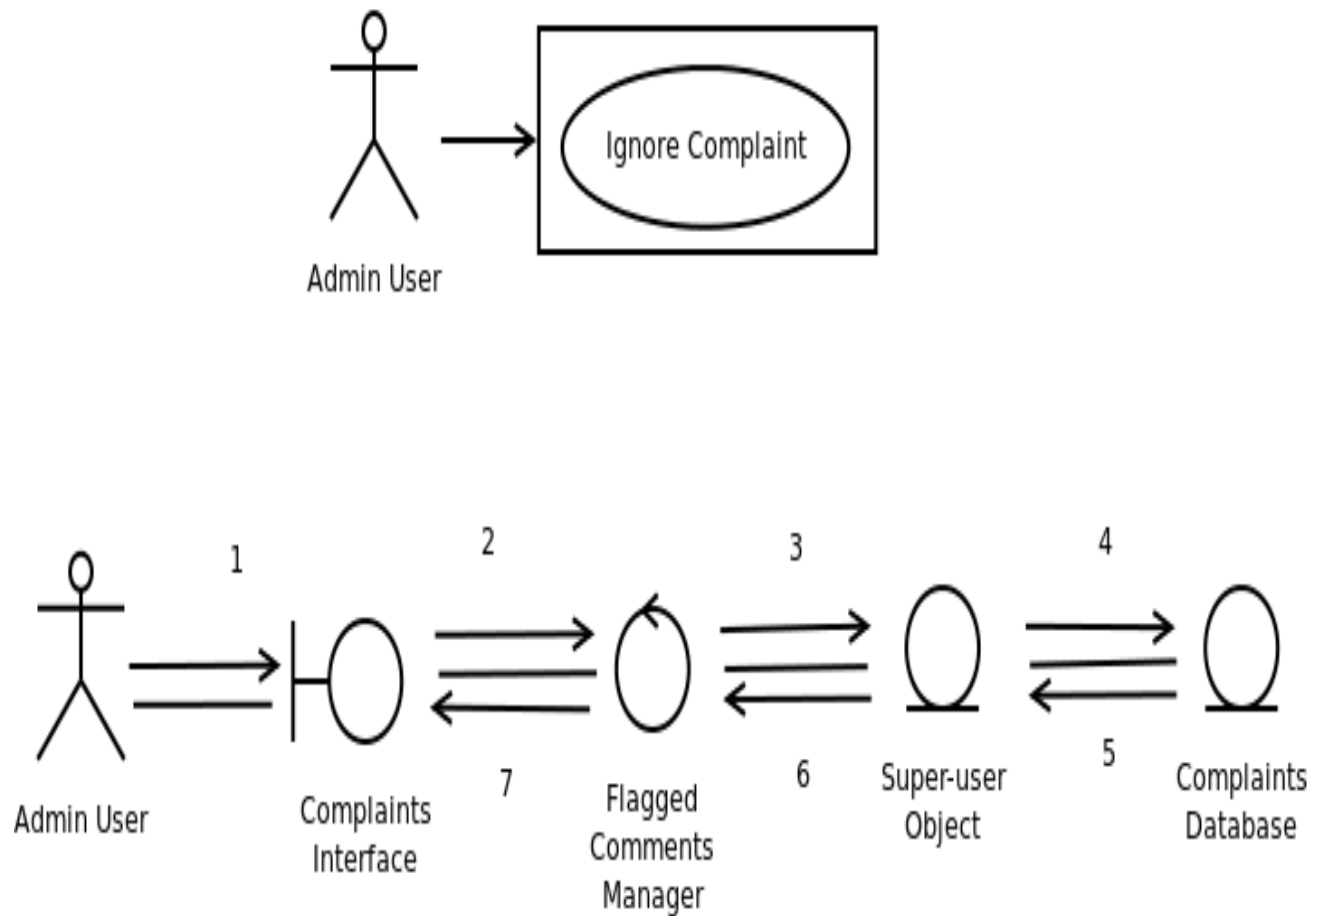 Ignore Complaint
Admin User
1
2
3
4
5
6
7
Admin User
Complaints
Interface
Flagged
Comments
Manager
Super-user
Object
Complaints
Database